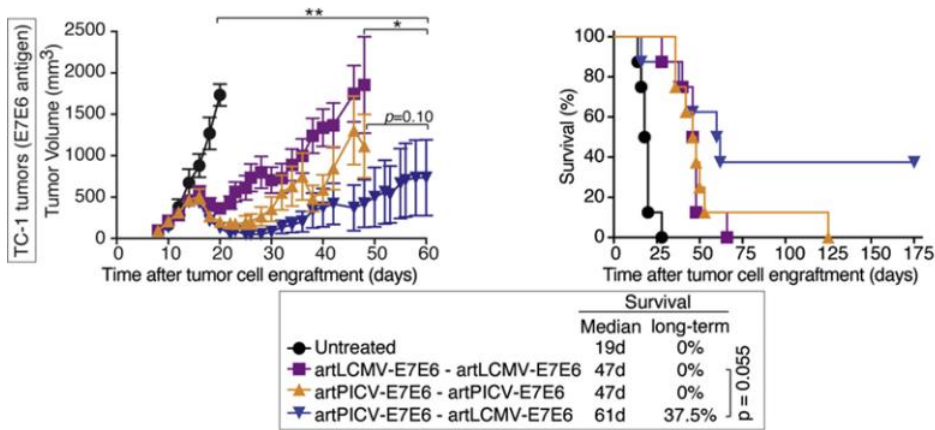 TC-1 tumors (E7E6 antigen)
Tumor Volume (mm³)
2500
2000
1500
1000
500
0
**
*
p=0.10
0 10 20 30 40 50 60
Time after tumor cell engraftment (days)
Survival (%)
100
80
60
40
20
0
0 25 50 75 100 125 150 175
Time after tumor cell engraftment (days)
Survival
Median long-term
Untreated 19d 0%
artLCMV-E7E6 - artLCMV-E7E6 47d 0%
artPICV-E7E6 - artPICV-E7E6 47d 0%
artPICV-E7E6 - artLCMV-E7E6 61d 37.5%
p = 0.055